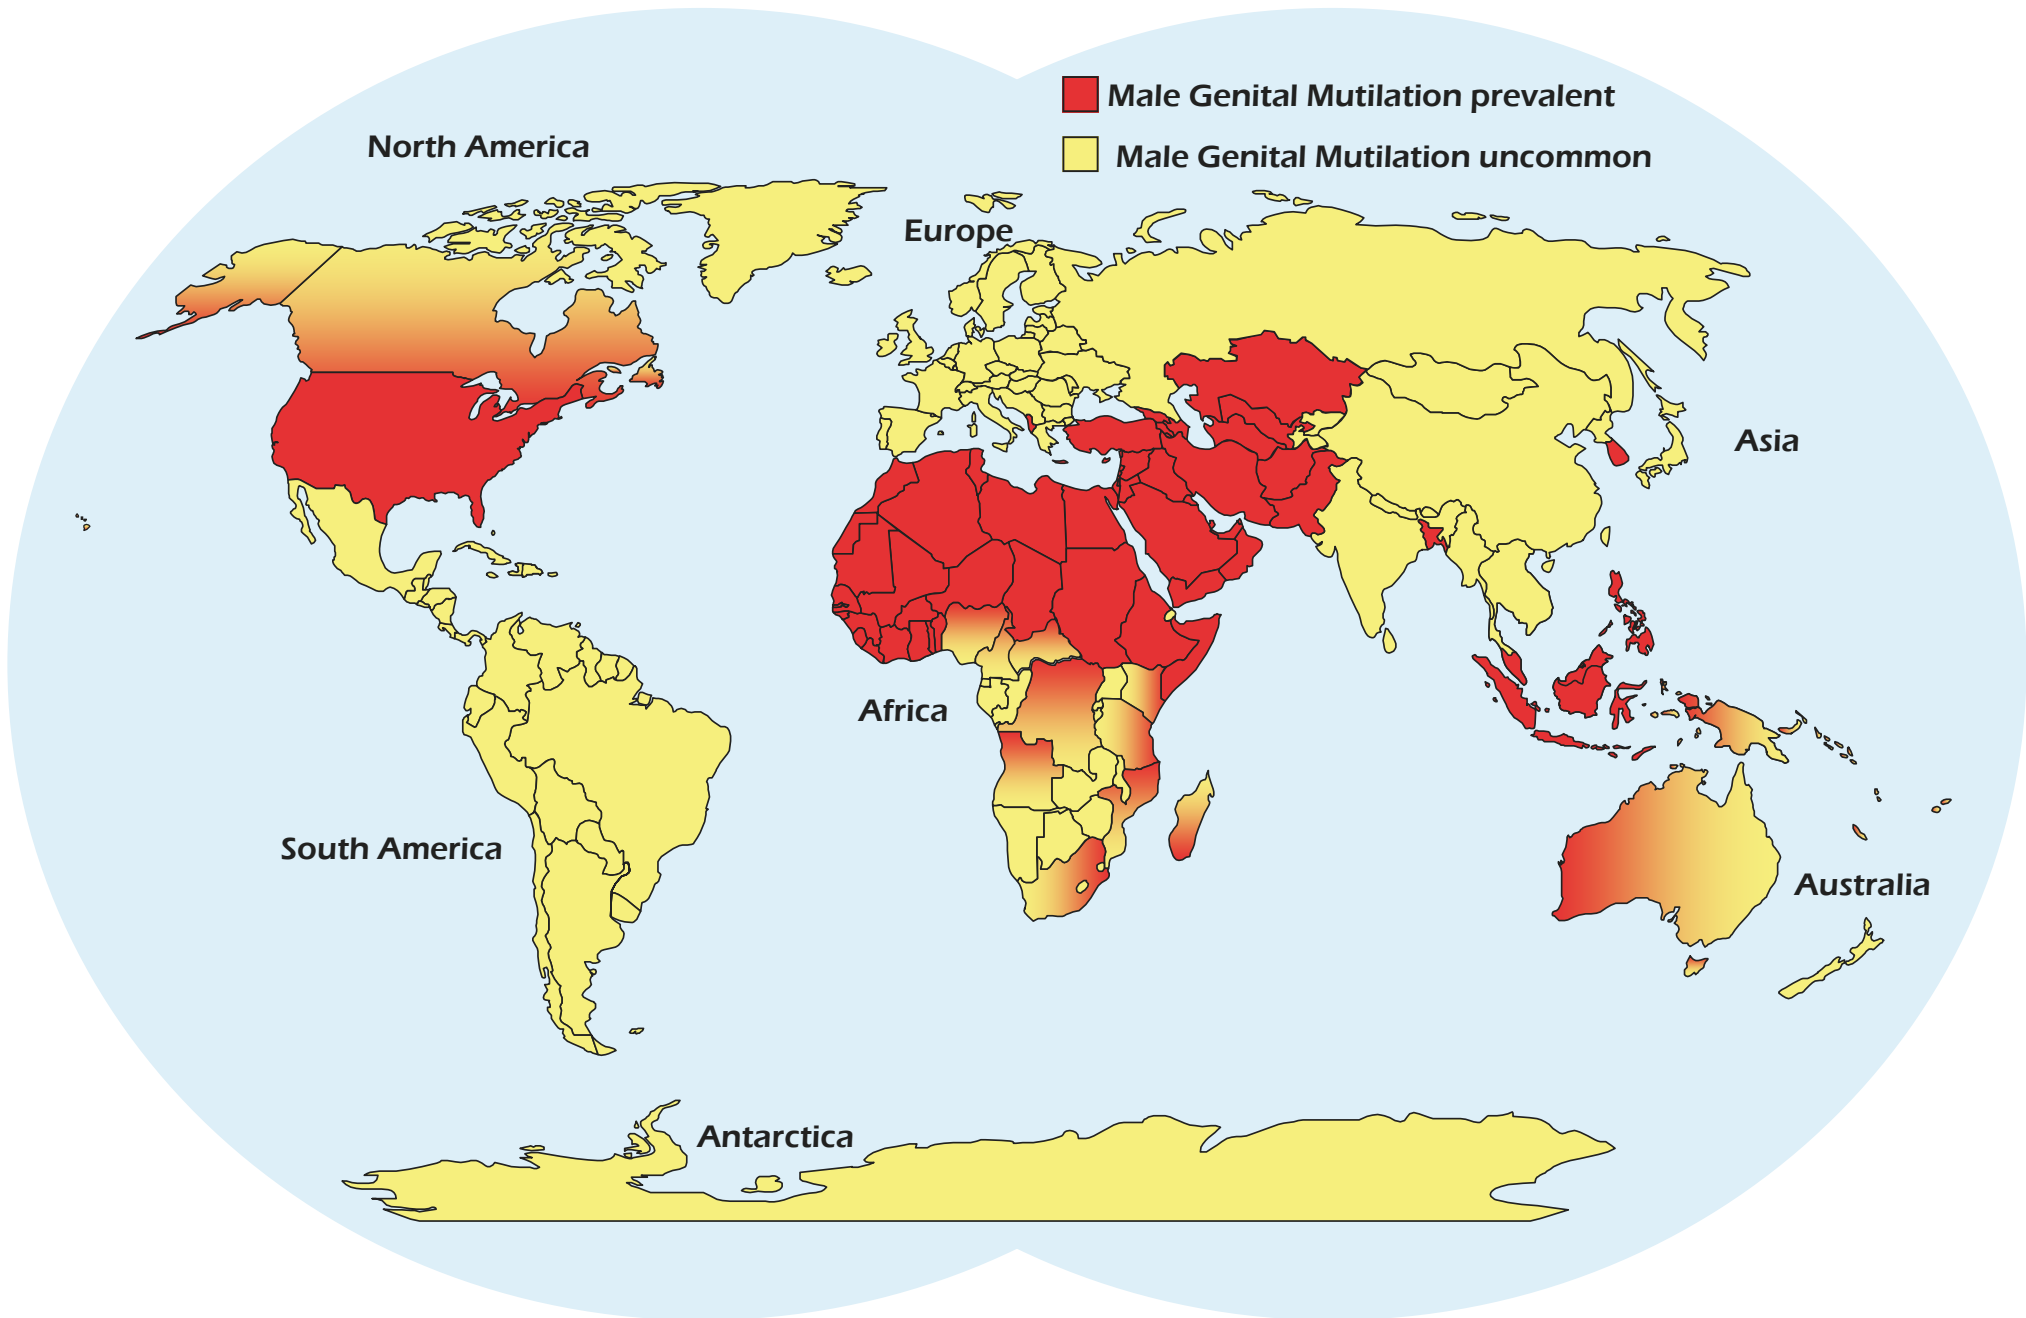 Male Genital Mutilation prevalent
Male Genital Mutilation uncommon
North America
Europe
Asia
Africa
South America
Australia
Antarctica